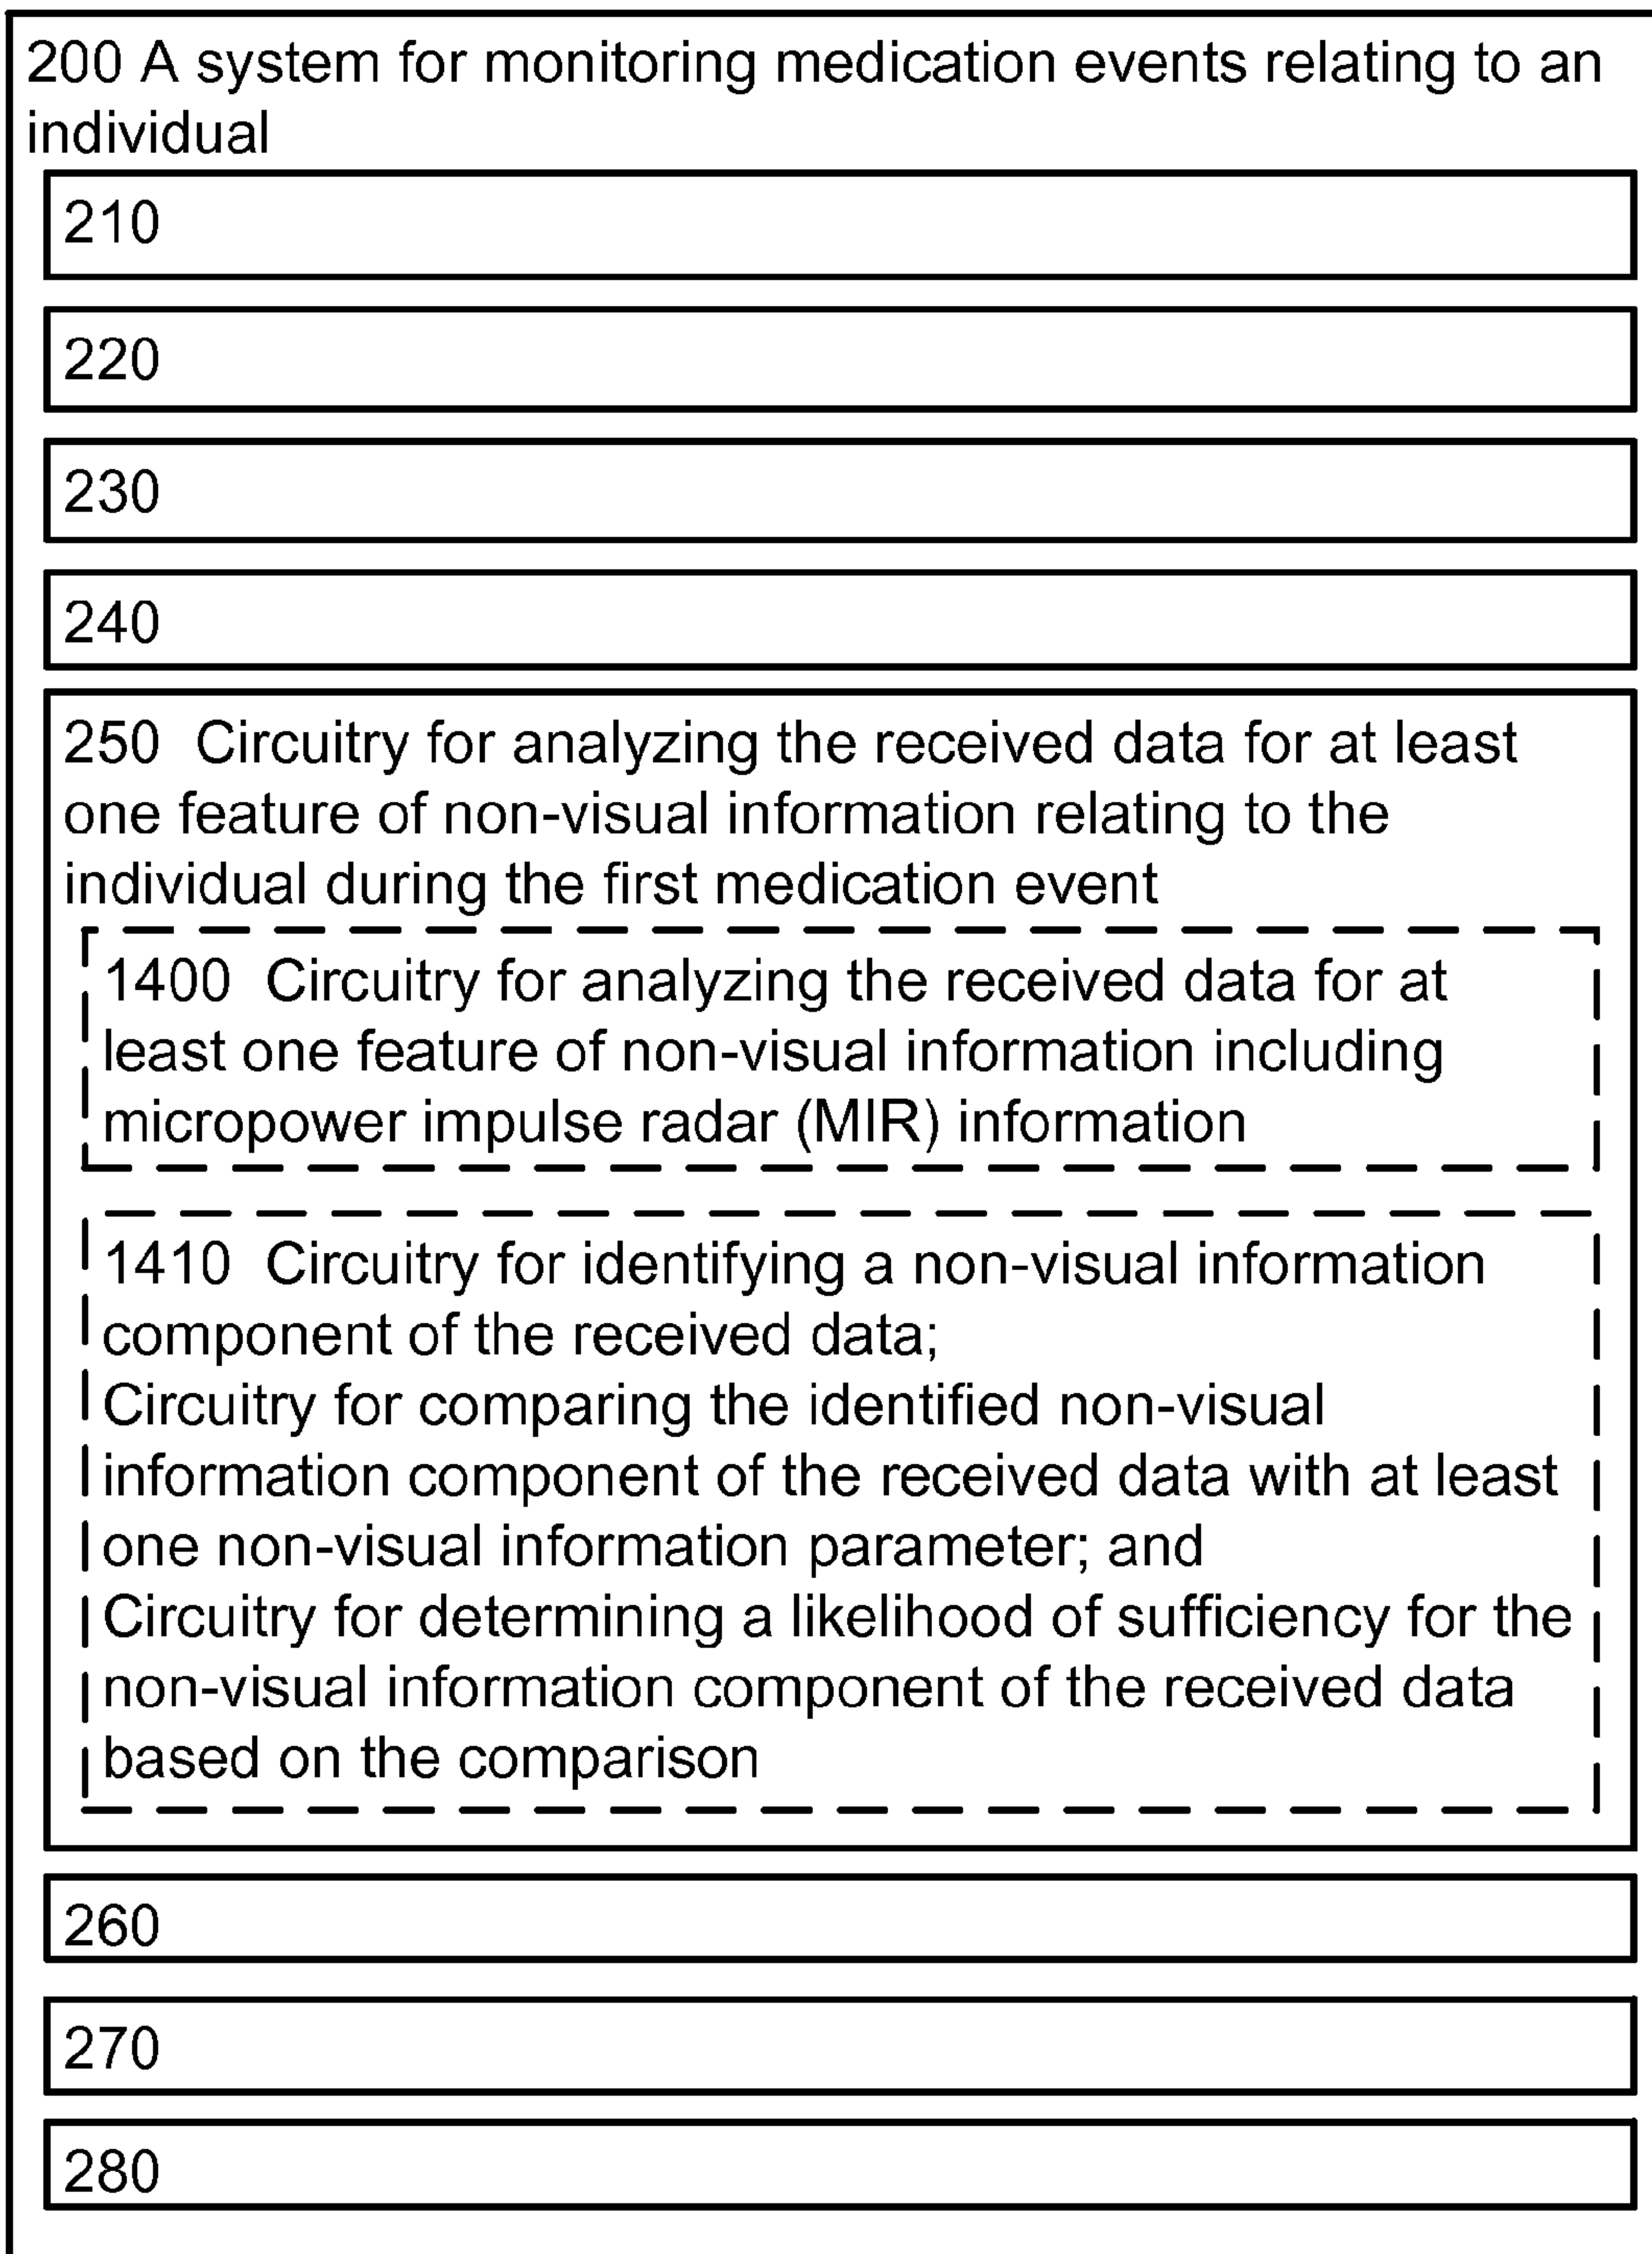 200 A system for monitoring medication events relating to an
individual
210
220
230
240
250 Circuitry for analyzing the received data for at least
one feature of non-visual information relating to the
individual during the first medication event
1400 Circuitry for analyzing the received data for at
least one feature of non-visual information including
micropower impulse radar (MIR) information
1410 Circuitry for identifying a non-visual information
component of the received data;
Circuitry for comparing the identified non-visual
information component of the received data with at least
one non-visual information parameter; and
Circuitry for determining a likelihood of sufficiency for the
non-visual information component of the received data
based on the comparison
260
270
280